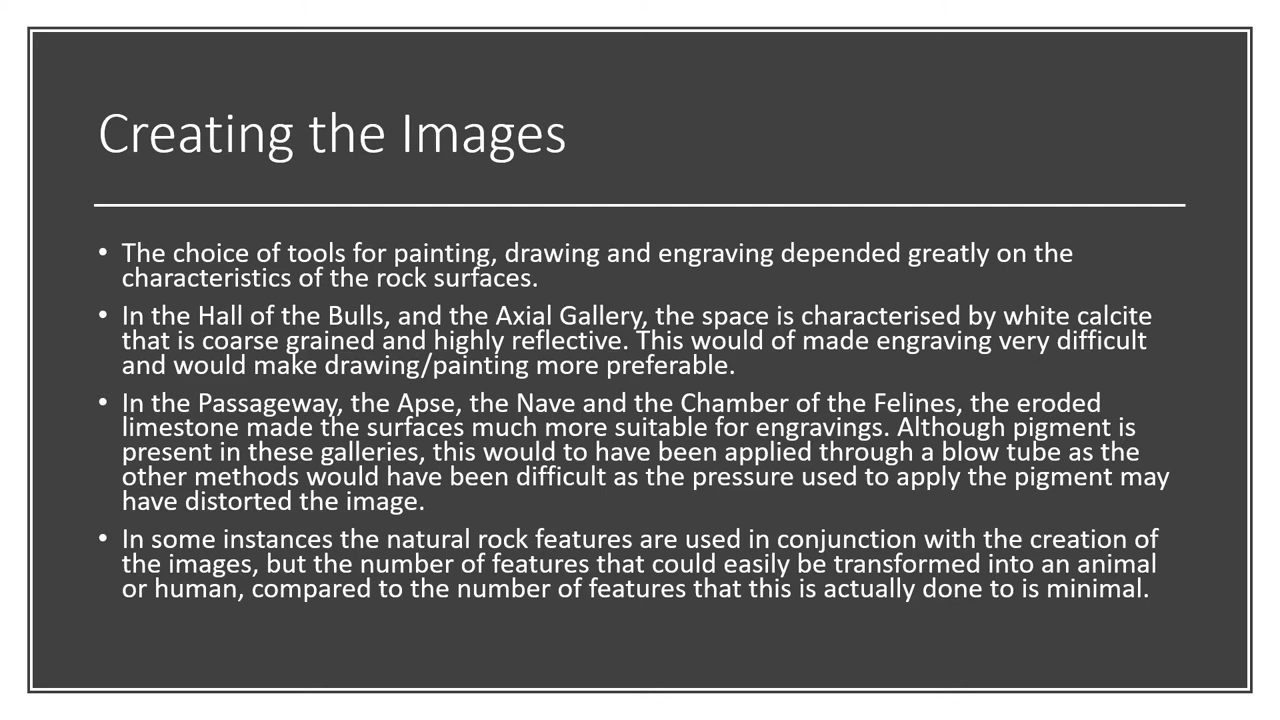 Creating the Images
• The choice of tools for painting, drawing and engraving depended greatly on the
characteristics of the rock surfaces.
• In the Hall of the Bulls, and the Axial Gallery, the space is characterised by white calcite
that is coarse grained and highly reflective. This would of made engraving very difficult
and would make drawing/painting more preferable.
• In the Passageway, the Apse, the Nave and the Chamber of the Felines, the eroded
limestone made the surfaces much more suitable for engravings. Although pigment is
present in these galleries, this would to have been applied through a blow tube as the
other methods would have been difficult as the pressure used to apply the pigment may
have distorted the image.
• In some instances the natural rock features are used in conjunction with the creation of
the images, but the number of features that could easily be transformed into an animal
or human, compared to the number of features that this is actually done to is minimal.